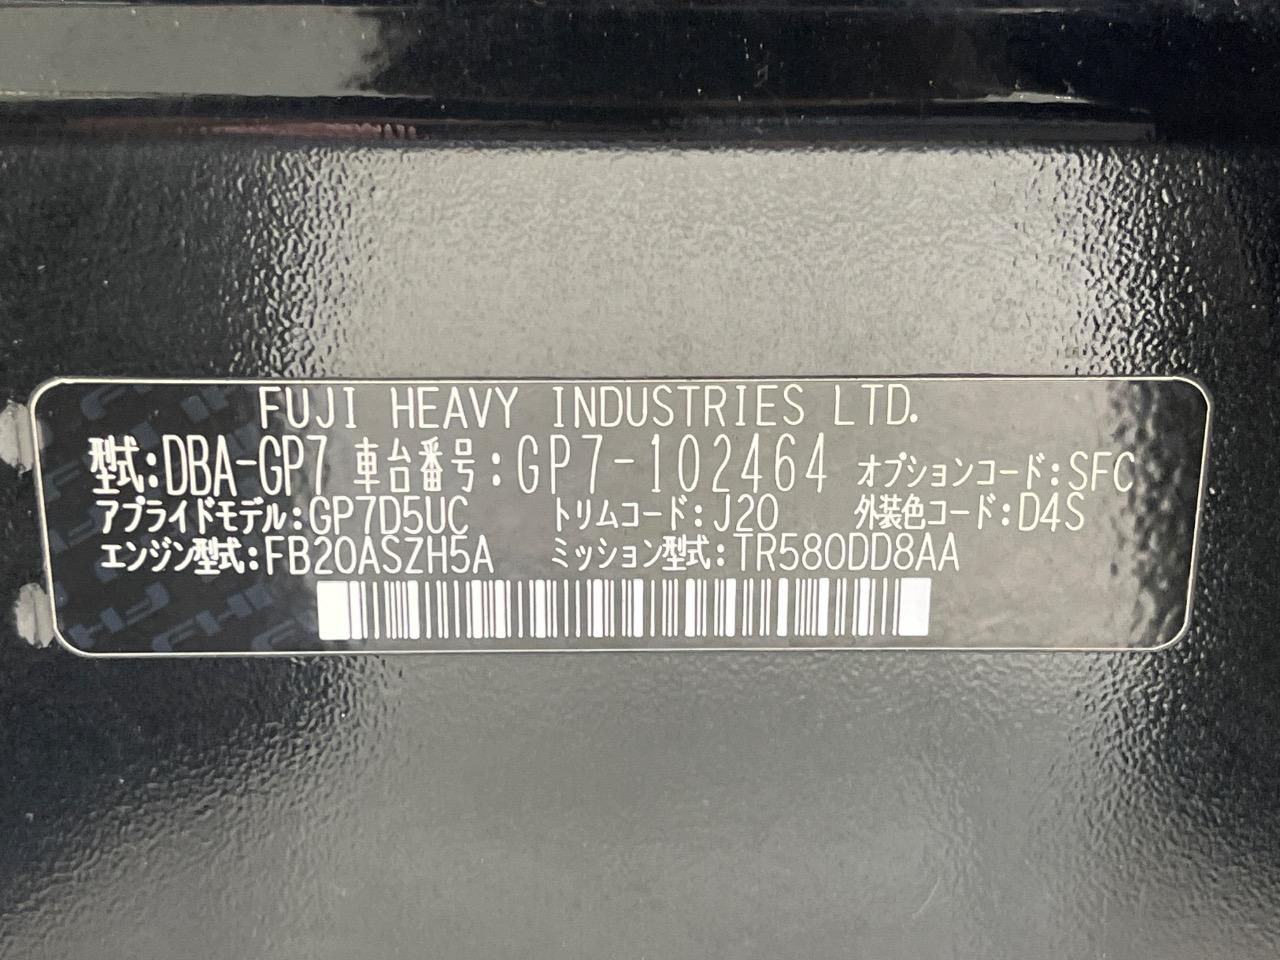 FUJI HEAVY INDUSTRIES LTD.
型式:DBA-GP7 車台番号:GP7-102464 オプションコード:SFC
アプライドモデル:GP7D5UC トリムコード:J20 外装色コード:D4S
エンジン型式:FB20ASZH5A ミッション型式:TR580DD8AA